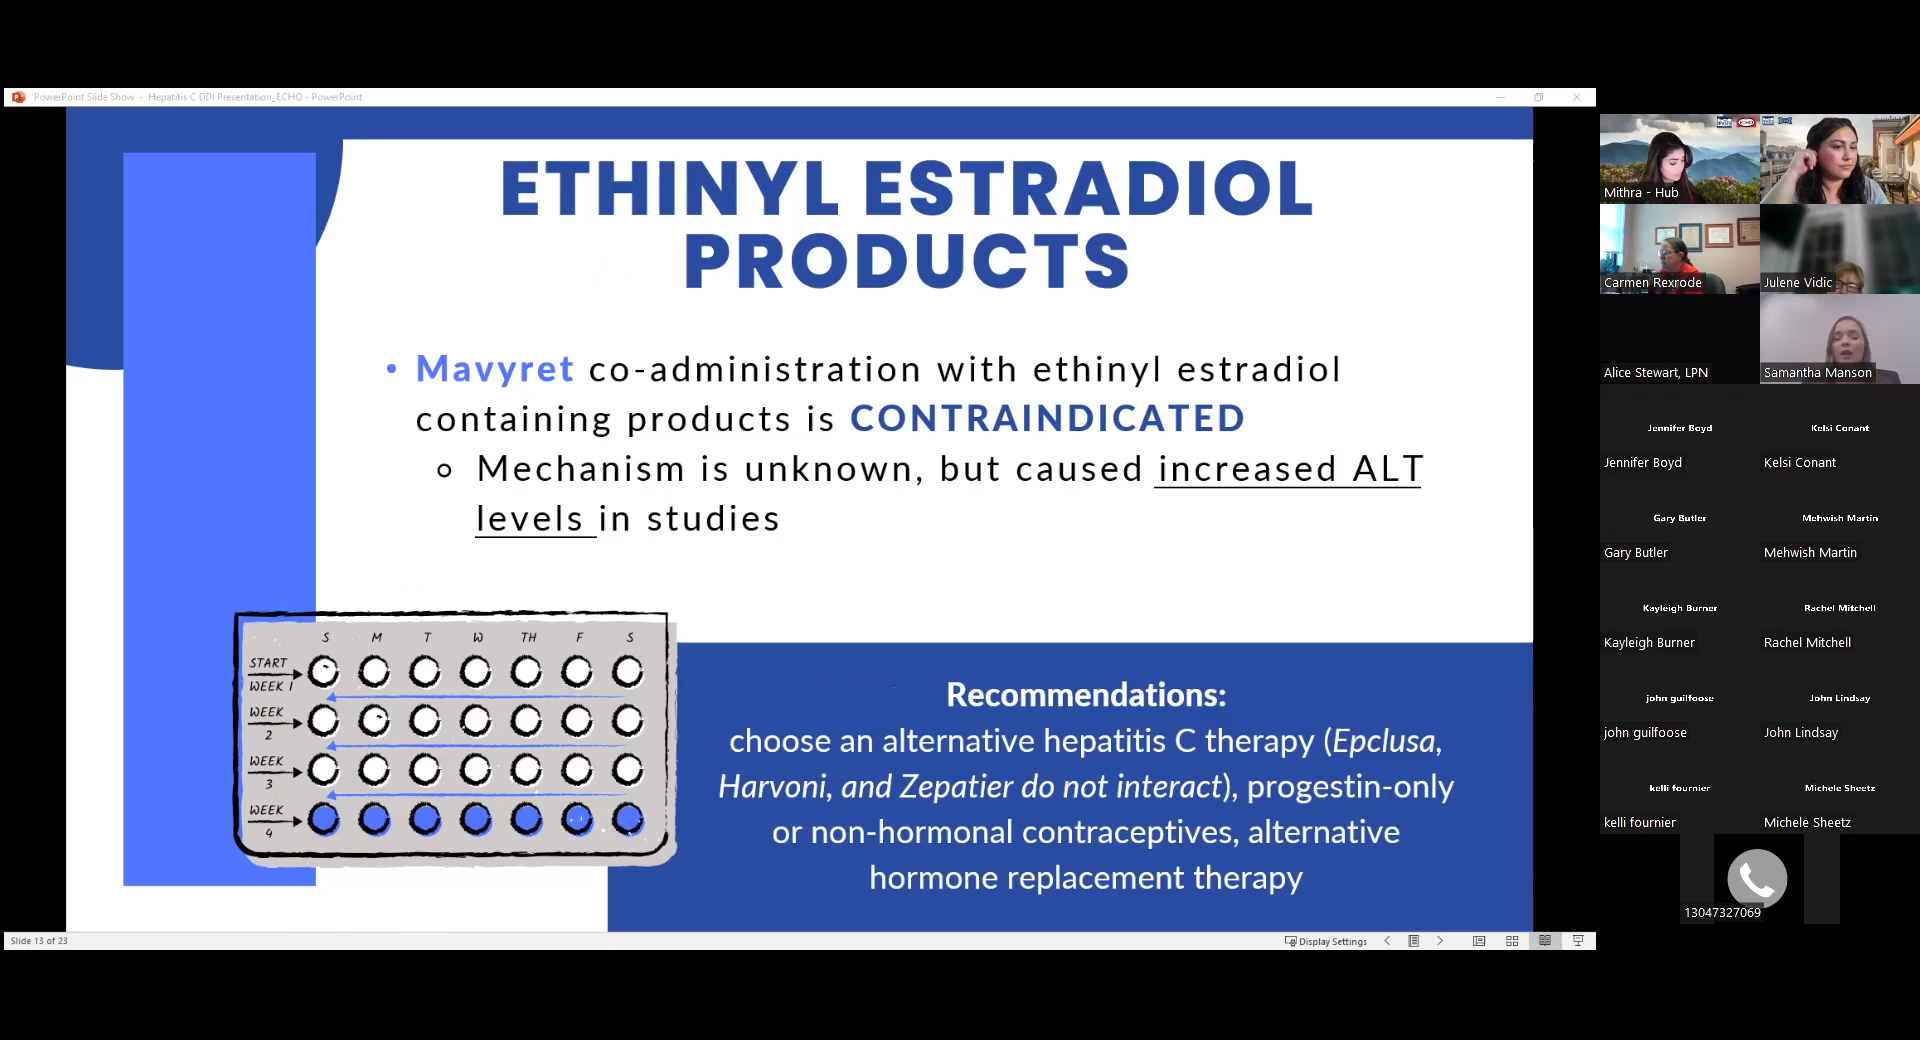 PowerPoint Slide Show - Hepatitis C DDI Presentation_ECHO - PowerPoint
ETHINYL ESTRADIOL
PRODUCTS
• Mavyret co-administration with ethinyl estradiol
containing products is CONTRAINDICATED
Mechanism is unknown, but caused increased ALT
levels in studies
S M T W TH F S
START
WEEK 1
WEEK
2
WEEK
3
WEEK
4
Recommendations:
choose an alternative hepatitis C therapy (Epclusa,
Harvoni, and Zepatier do not interact), progestin-only
or non-hormonal contraceptives, alternative
hormone replacement therapy
Slide 13 of 23
Display Settings
Mithra - Hub
Carmen Rexrode
Julene Vidic
Alice Stewart, LPN
Samantha Manson
Jennifer Boyd
Jennifer Boyd
Kelsi Conant
Kelsi Conant
Gary Butler
Gary Butler
Mehwish Martin
Mehwish Martin
Kayleigh Burner
Kayleigh Burner
Rachel Mitchell
Rachel Mitchell
john guilfoose
john guilfoose
John Lindsay
John Lindsay
kelli fournier
kelli fournier
Michele Sheetz
Michele Sheetz
13047327069